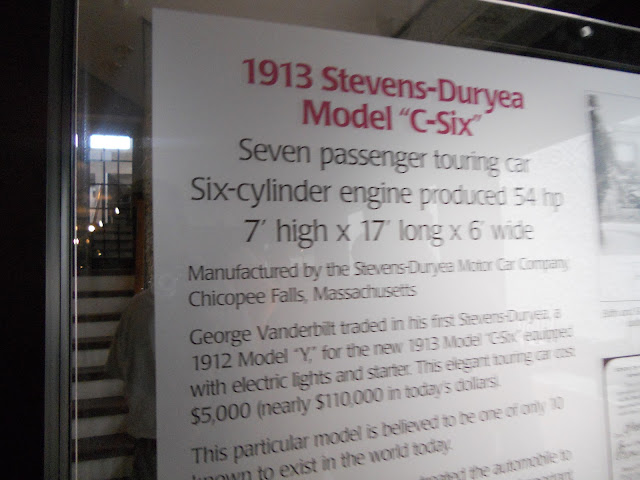 1913 Stevens-Duryea
Model “C-Six”
Seven passenger touring car
Six-cylinder engine produced 54 hp
7′ high x 17′ long x 6′ wide
Manufactured by the Stevens-Duryea Motor Car Company,
Chicopee Falls, Massachusetts
George Vanderbilt traded in his first Stevens-Duryea, a
1912 Model “Y,” for the new 1913 Model “C-Six” equipped
with electric lights and starter. This elegant touring car cost
$5,000 (nearly $110,000 in today's dollars).
This particular model is believed to be one of only 10
known to exist in the world today.
treated the automobile to